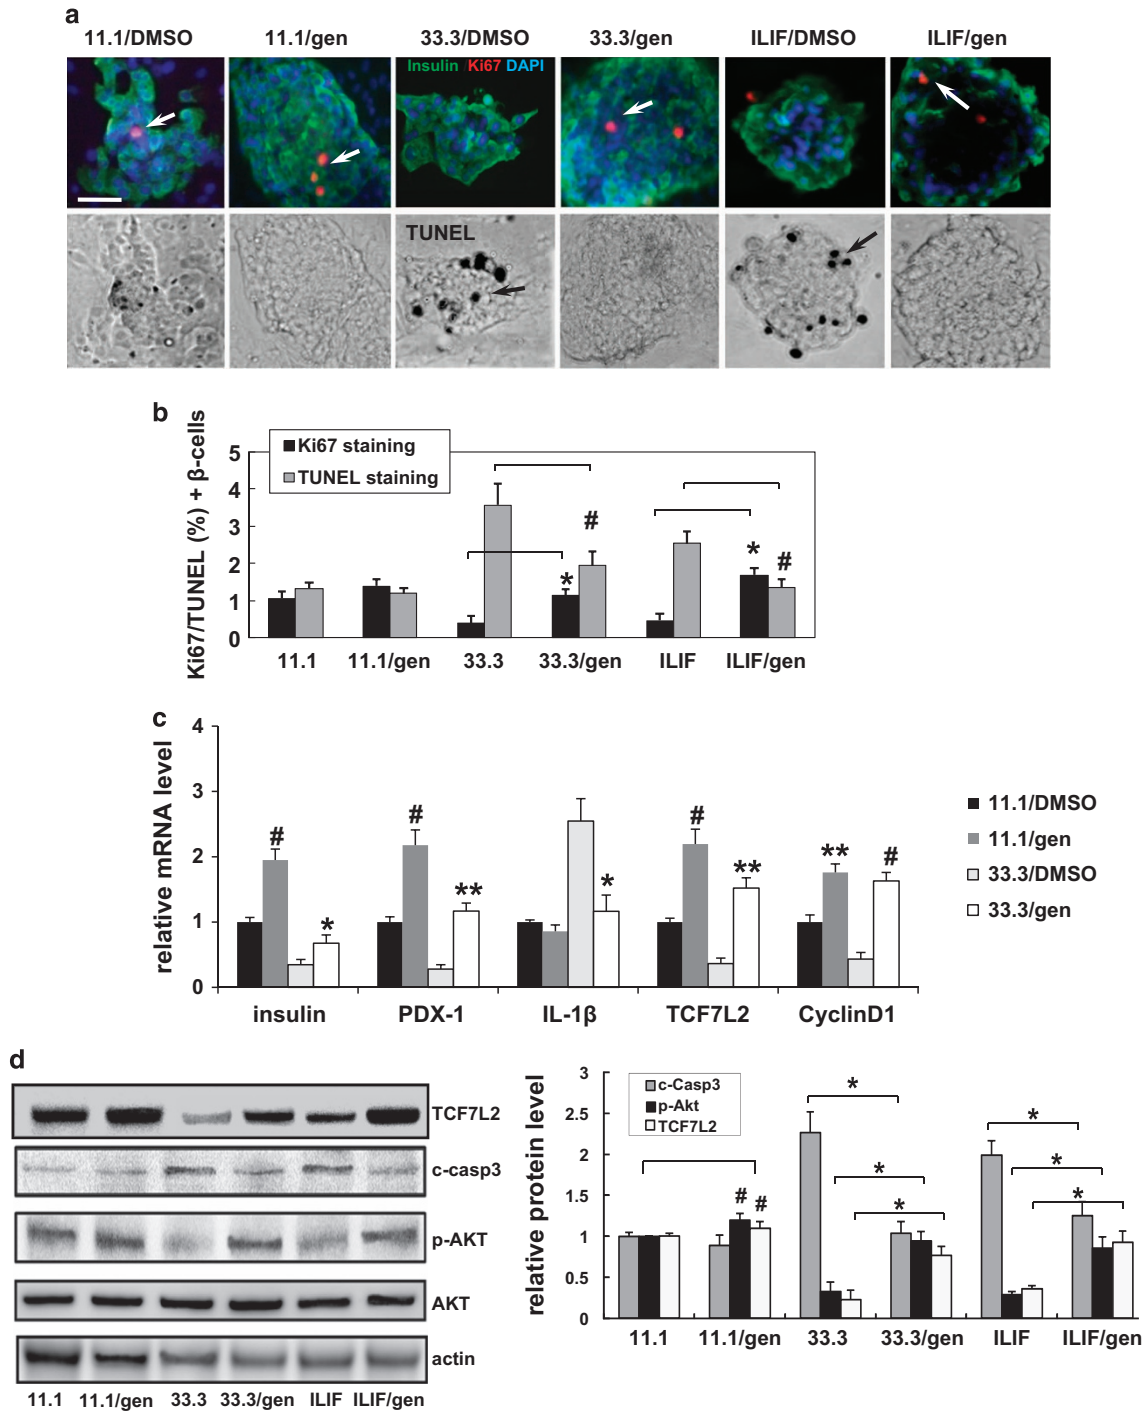 a
11.1/DMSO 11.1/gen 33.3/DMSO 33.3/gen ILIF/DMSO ILIF/gen
Insulin /Ki67 DAPI
TUNEL
b
Ki67/TUNEL (%) + β-cells
Ki67 staining
TUNEL staining
5
4
3
2
1
0
#
*
#
*
11.1 11.1/gen 33.3 33.3/gen ILIF ILIF/gen
c
relative mRNA level
4
3
2
1
0
# * # ** * # ** ** #
insulin PDX-1 IL-1β TCF7L2 CyclinD1
11.1/DMSO
11.1/gen
33.3/DMSO
33.3/gen
d
TCF7L2
c-casp3
p-AKT
AKT
actin
11.1 11.1/gen 33.3 33.3/gen ILIF ILIF/gen
relative protein level
3
2.5
2
1.5
1
0.5
0
c-Casp3
p-Akt
TCF7L2
# # * * * * * *
11.1 11.1/gen 33.3 33.3/gen ILIF ILIF/gen